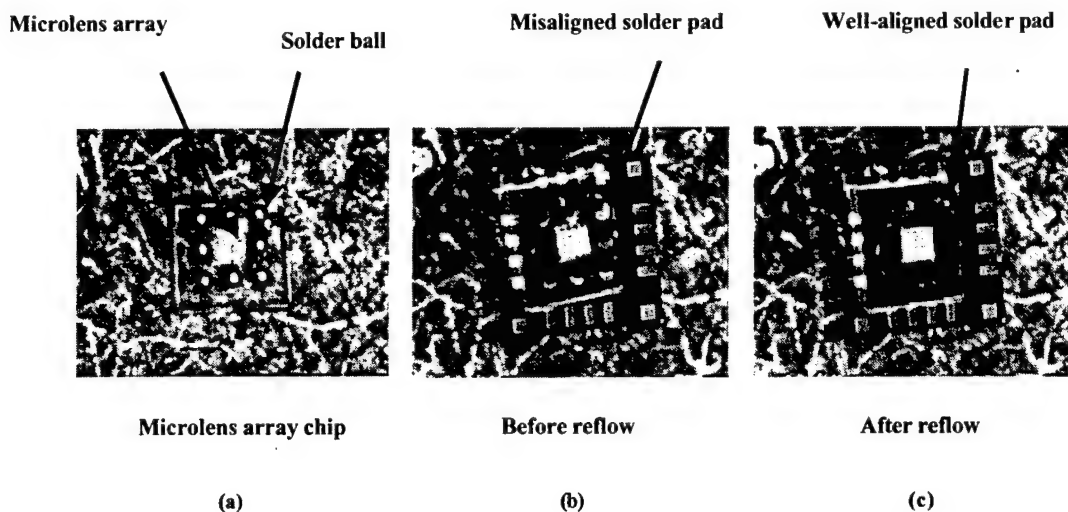 Microlens array
Solder ball
Misaligned solder pad
Well-aligned solder pad
Microlens array chip
Before reflow
After reflow
(a)
(b)
(c)